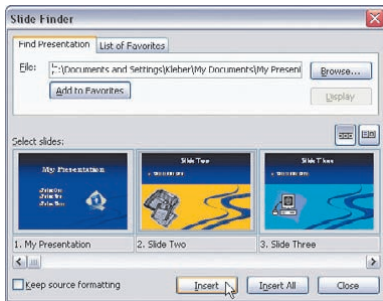 Slide Finder
Find Presentation
List of Favorites
File:
C:\Documents and Settings\Kleber\My Documents\My Present
Browse...
Add to Favorites
Display
Select slides:
My Presentation
Slide Two
Slide Three
1. My Presentation
2. Slide Two
3. Slide Three
Keep source formatting
Insert
Insert All
Close